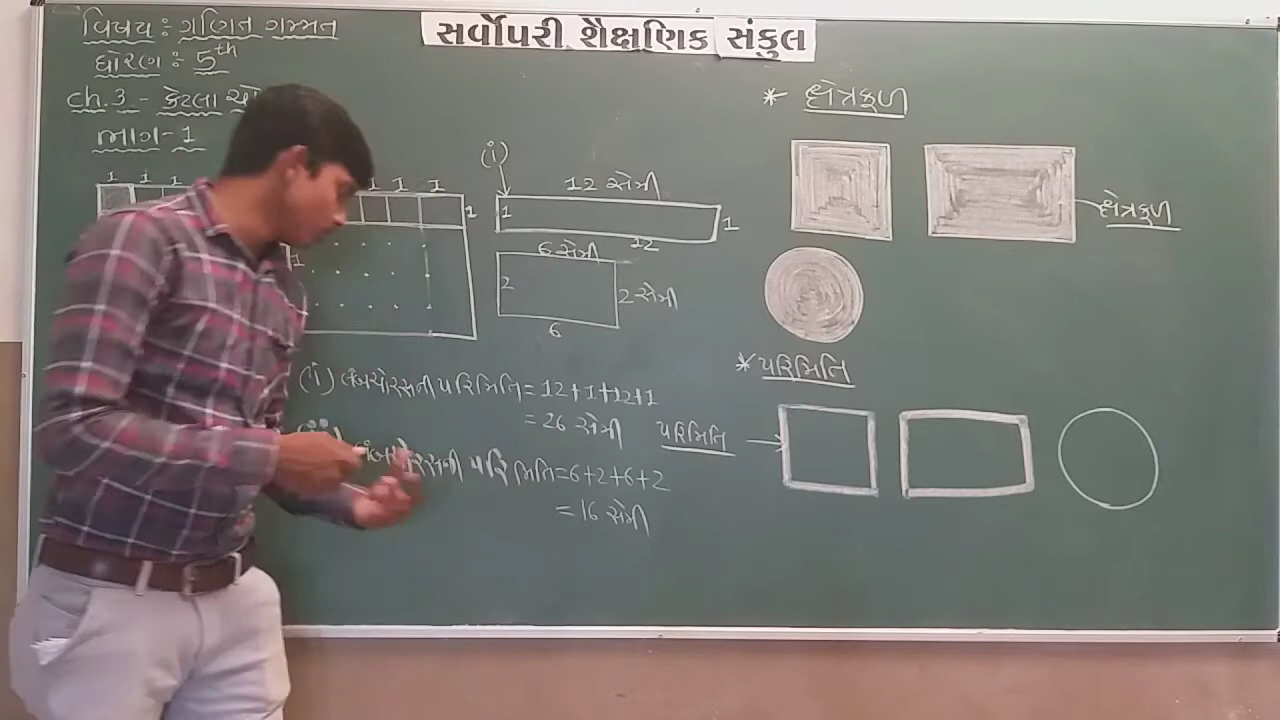 સર્વોપરી શૈક્ષણિક સંકુલ
વિષય : ગણિત ગમ્મત
ધોરણ : 5th
ch.3 - કેટલા
ભાગ-1
1 1 1 1 1 1
1
1
(i)
12 સેમી
1 1
12
6 સેમી
2 2 સેમી
6
(i) લંબચોરસની પરિમિતિ = 12+1+12+1
= 26 સેમી
લંબચોરસની પરિમિતિ = 6+2+6+2
= 16 સેમી
* ક્ષેત્રફળ
ક્ષેત્રફળ
* પરિમિતિ
પરિમિતિ